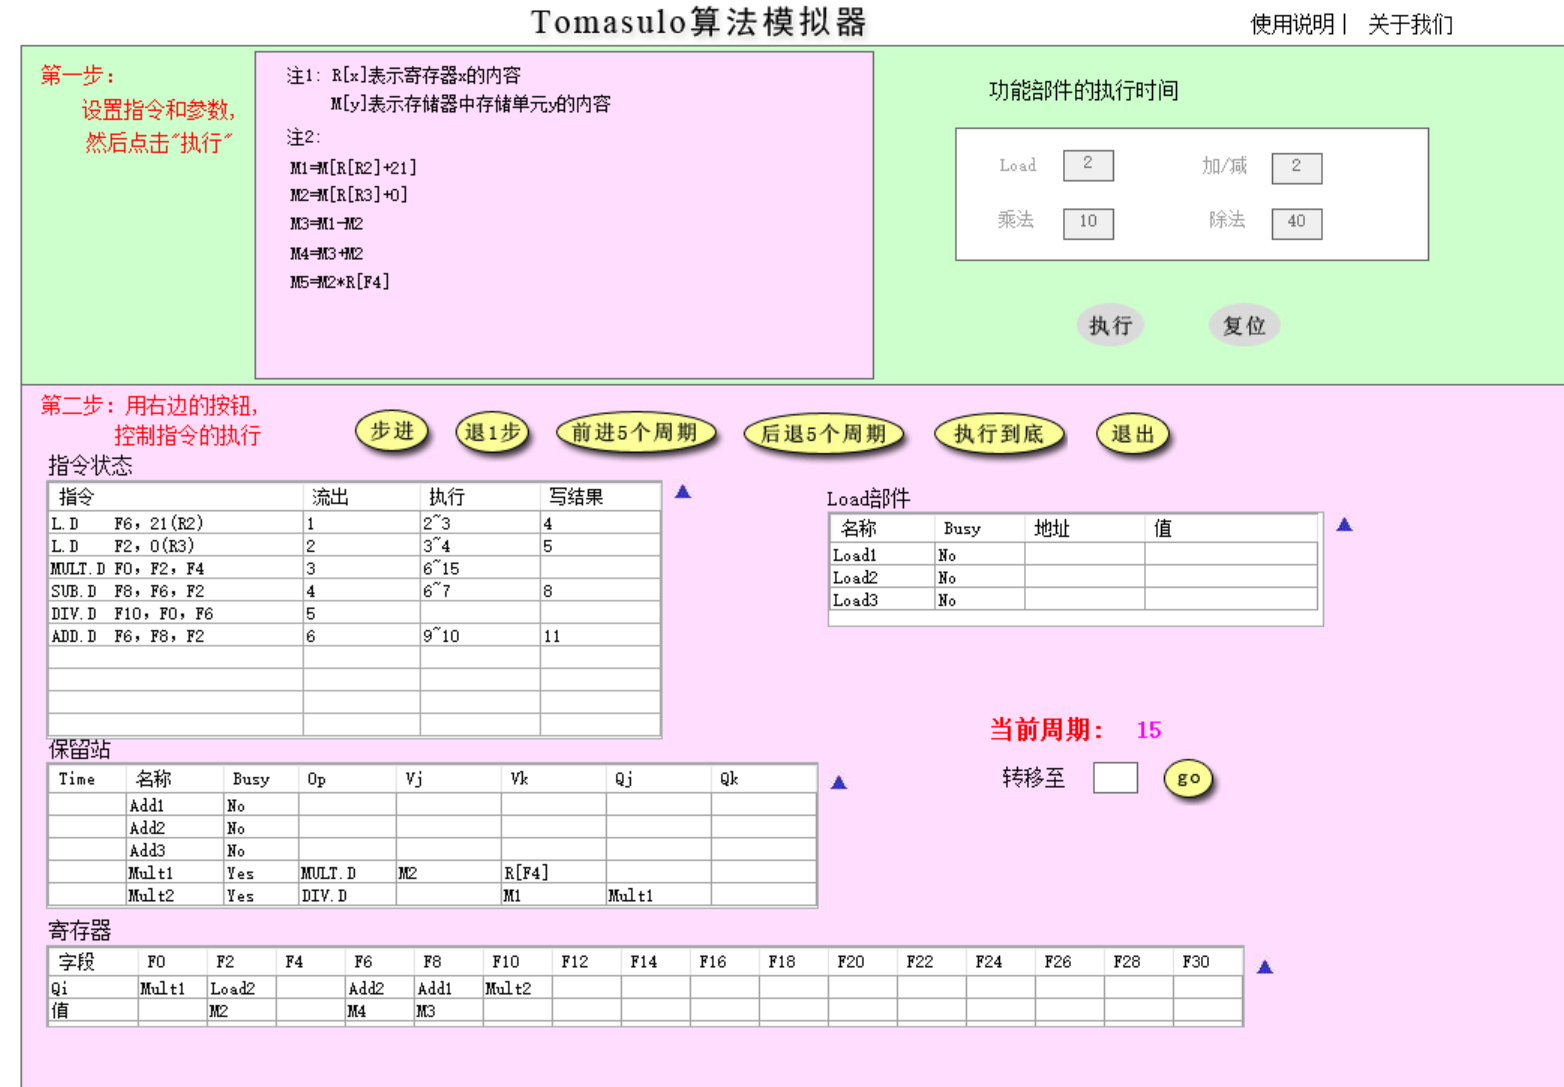 Tomasulo算法模拟器
使用说明| 关于我们
第一步：
设置指令和参数，
然后点击"执行"
注1: R[x]表示寄存器x的内容
M[y]表示存储器中存储单元y的内容
注2:
M1=M[R[R2]+21]
M2=M[R[R3]+0]
M3=M1-M2
M4=M3+M2
M5=M2*R[F4]
功能部件的执行时间
Load 2 加/减 2
乘法 10 除法 40
执行 复位
第二步：用右边的按钮，
控制指令的执行
步进 退1步 前进5个周期 后退5个周期 执行到底 退出
指令状态
指令 流出 执行 写结果
L.D F6, 21(R2) 1 2~3 4
L.D F2, 0(R3) 2 3~4 5
MULT.D F0, F2, F4 3 6~15
SUB.D F8, F6, F2 4 6~7 8
DIV.D F10, F0, F6 5
ADD.D F6, F8, F2 6 9~10 11
Load部件
名称 Busy 地址 值
Load1 No
Load2 No
Load3 No
当前周期： 15
转移至 go
保留站
Time 名称 Busy Op Vj Vk Qj Qk
Add1 No
Add2 No
Add3 No
Mult1 Yes MULT.D M2 R[F4]
Mult2 Yes DIV.D M1 Mult1
寄存器
字段 F0 F2 F4 F6 F8 F10 F12 F14 F16 F18 F20 F22 F24 F26 F28 F30
Qi Mult1 Load2 Add2 Add1 Mult2
值 M2 M4 M3